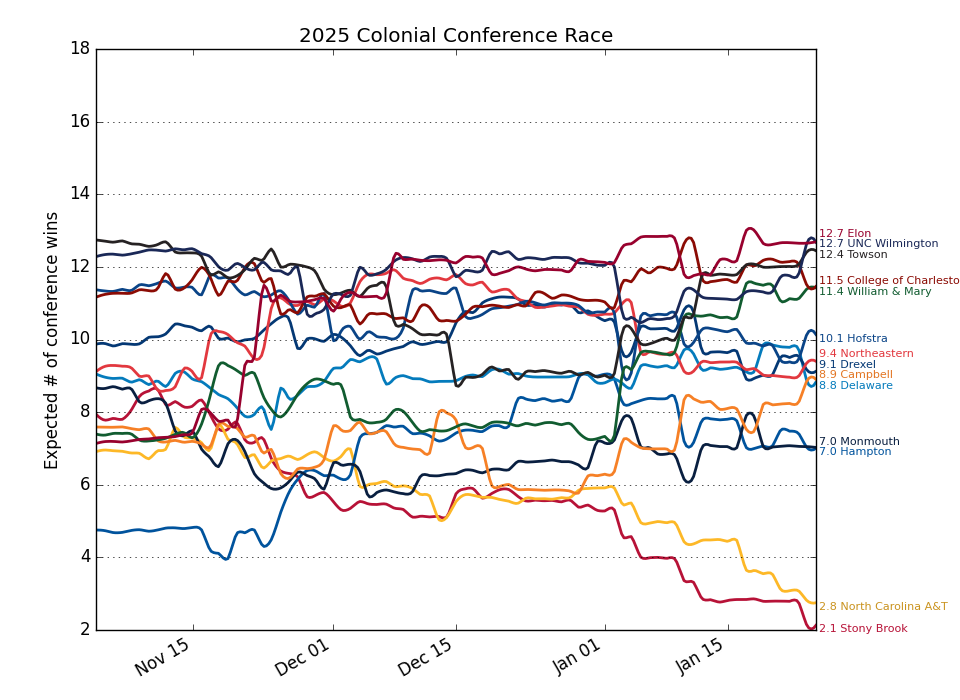 2025 Colonial Conference Race
Expected # of conference wins
18
16
14
12
10
8
6
4
2
Nov 15
Dec 01
Dec 15
Jan 01
Jan 15
12.7 Elon
12.7 UNC Wilmington
12.4 Towson
11.5 College of Charlesto
11.4 William & Mary
10.1 Hofstra
9.4 Northeastern
9.1 Drexel
8.9 Campbell
8.8 Delaware
7.0 Monmouth
7.0 Hampton
2.8 North Carolina A&T
2.1 Stony Brook